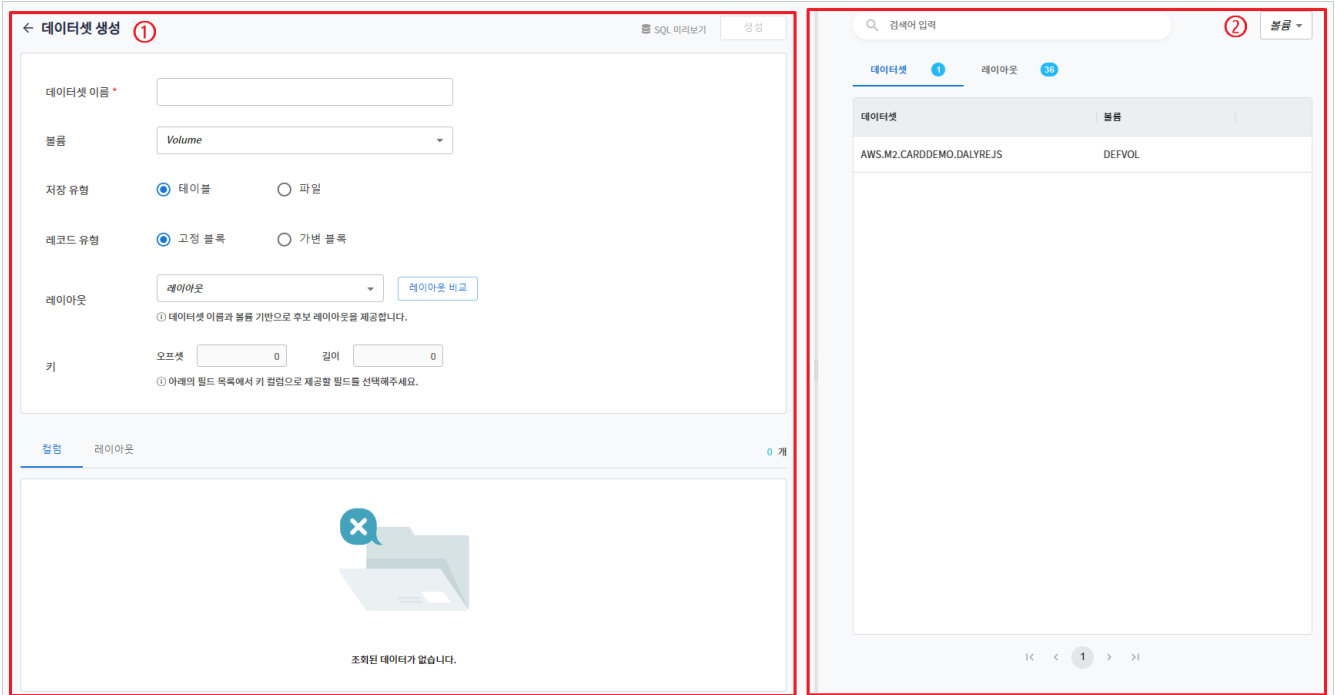 ← 데이터셋 생성 ①
SQL 미리보기 생성
데이터셋 이름 *
볼륨 Volume
저장 유형 테이블 파일
레코드 유형 고정 블록 가변 블록
레이아웃 레이아웃 레이아웃 비교
ⓘ 데이터셋 이름과 볼륨 기반으로 후보 레이아웃을 제공합니다.
키 오프셋 0 길이 0
ⓘ 아래의 필드 목록에서 키 컬럼으로 제공할 필드를 선택해주세요.
컬럼 레이아웃 0 개
조회된 데이터가 없습니다.
검색어 입력 ② 볼륨
데이터셋 1 레이아웃 36
데이터셋 볼륨
AWS.M2.CARDDEMO.DALYREJS DEFVOL
1